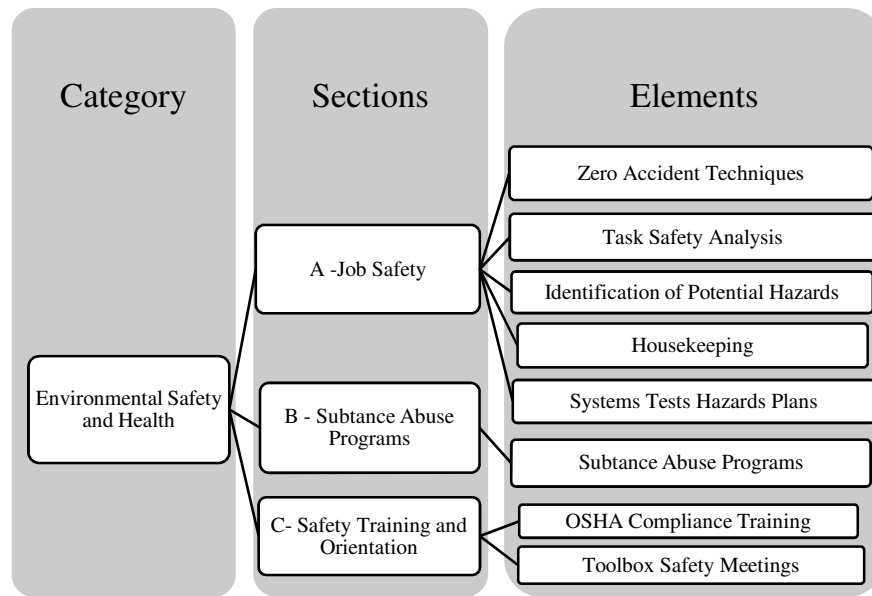 Category
Sections
Elements
Environmental Safety
and Health
A -Job Safety
B - Subtance Abuse
Programs
C- Safety Training and
Orientation
Zero Accident Techniques
Task Safety Analysis
Identification of Potential Hazards
Housekeeping
Systems Tests Hazards Plans
Subtance Abuse Programs
OSHA Compliance Training
Toolbox Safety Meetings